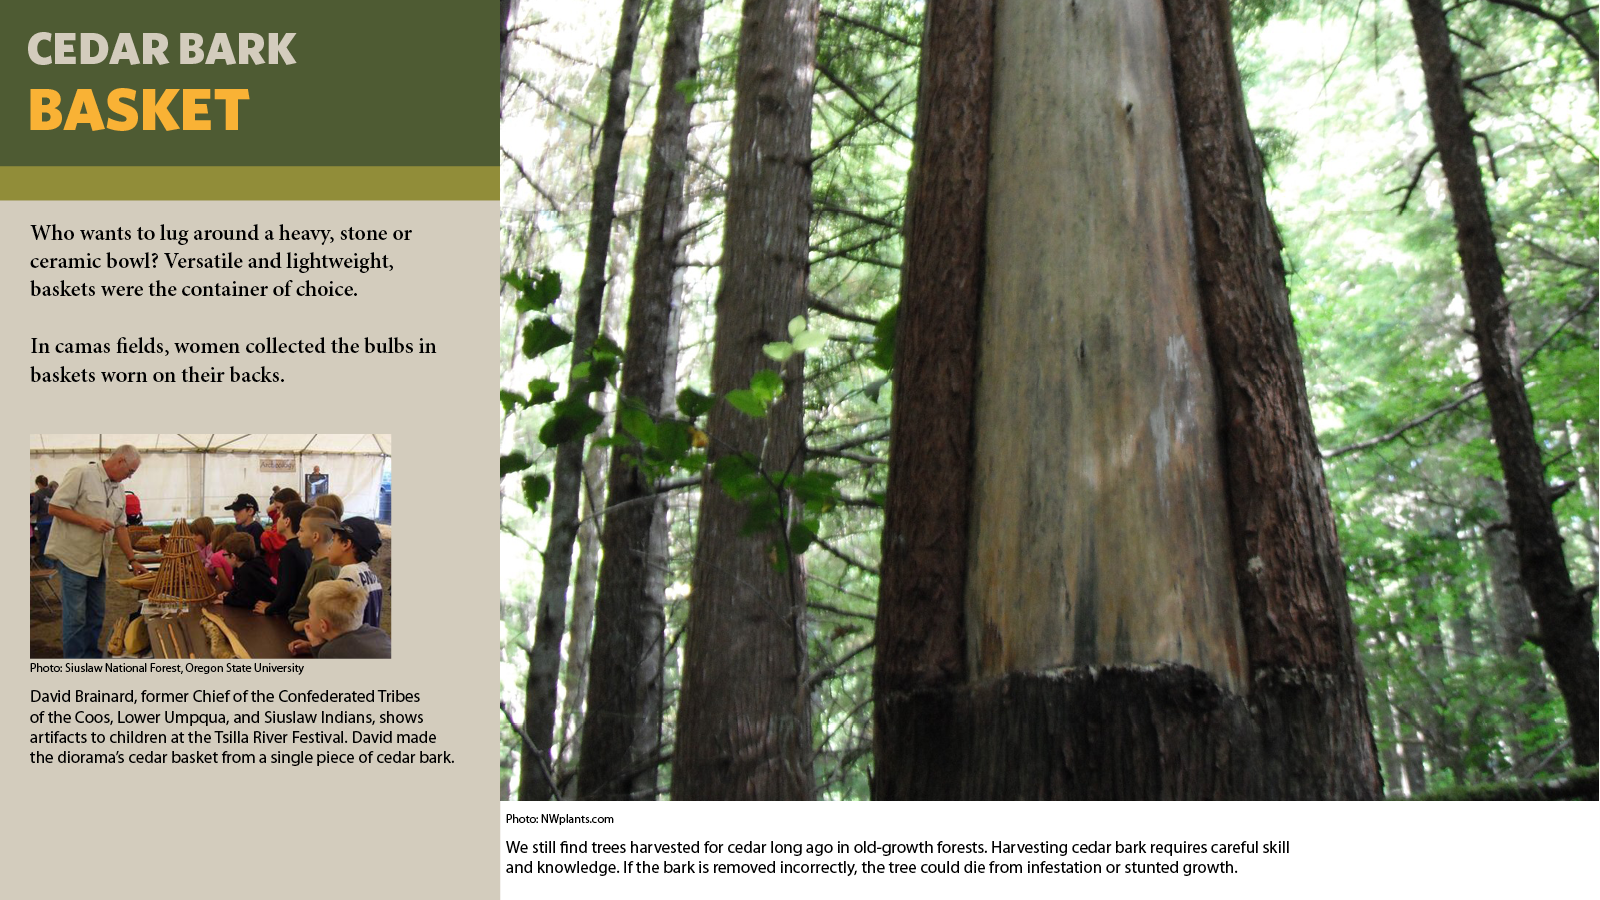 CEDAR BARK
BASKET
Who wants to lug around a heavy, stone or
ceramic bowl? Versatile and lightweight,
baskets were the container of choice.
In camas fields, women collected the bulbs in
baskets worn on their backs.
Archaeology
Photo: Siuslaw National Forest, Oregon State University
David Brainard, former Chief of the Confederated Tribes
of the Coos, Lower Umpqua, and Siuslaw Indians, shows
artifacts to children at the Tsilla River Festival. David made
the diorama's cedar basket from a single piece of cedar bark.
Photo: NWplants.com
We still find trees harvested for cedar long ago in old-growth forests. Harvesting cedar bark requires careful skill
and knowledge. If the bark is removed incorrectly, the tree could die from infestation or stunted growth.